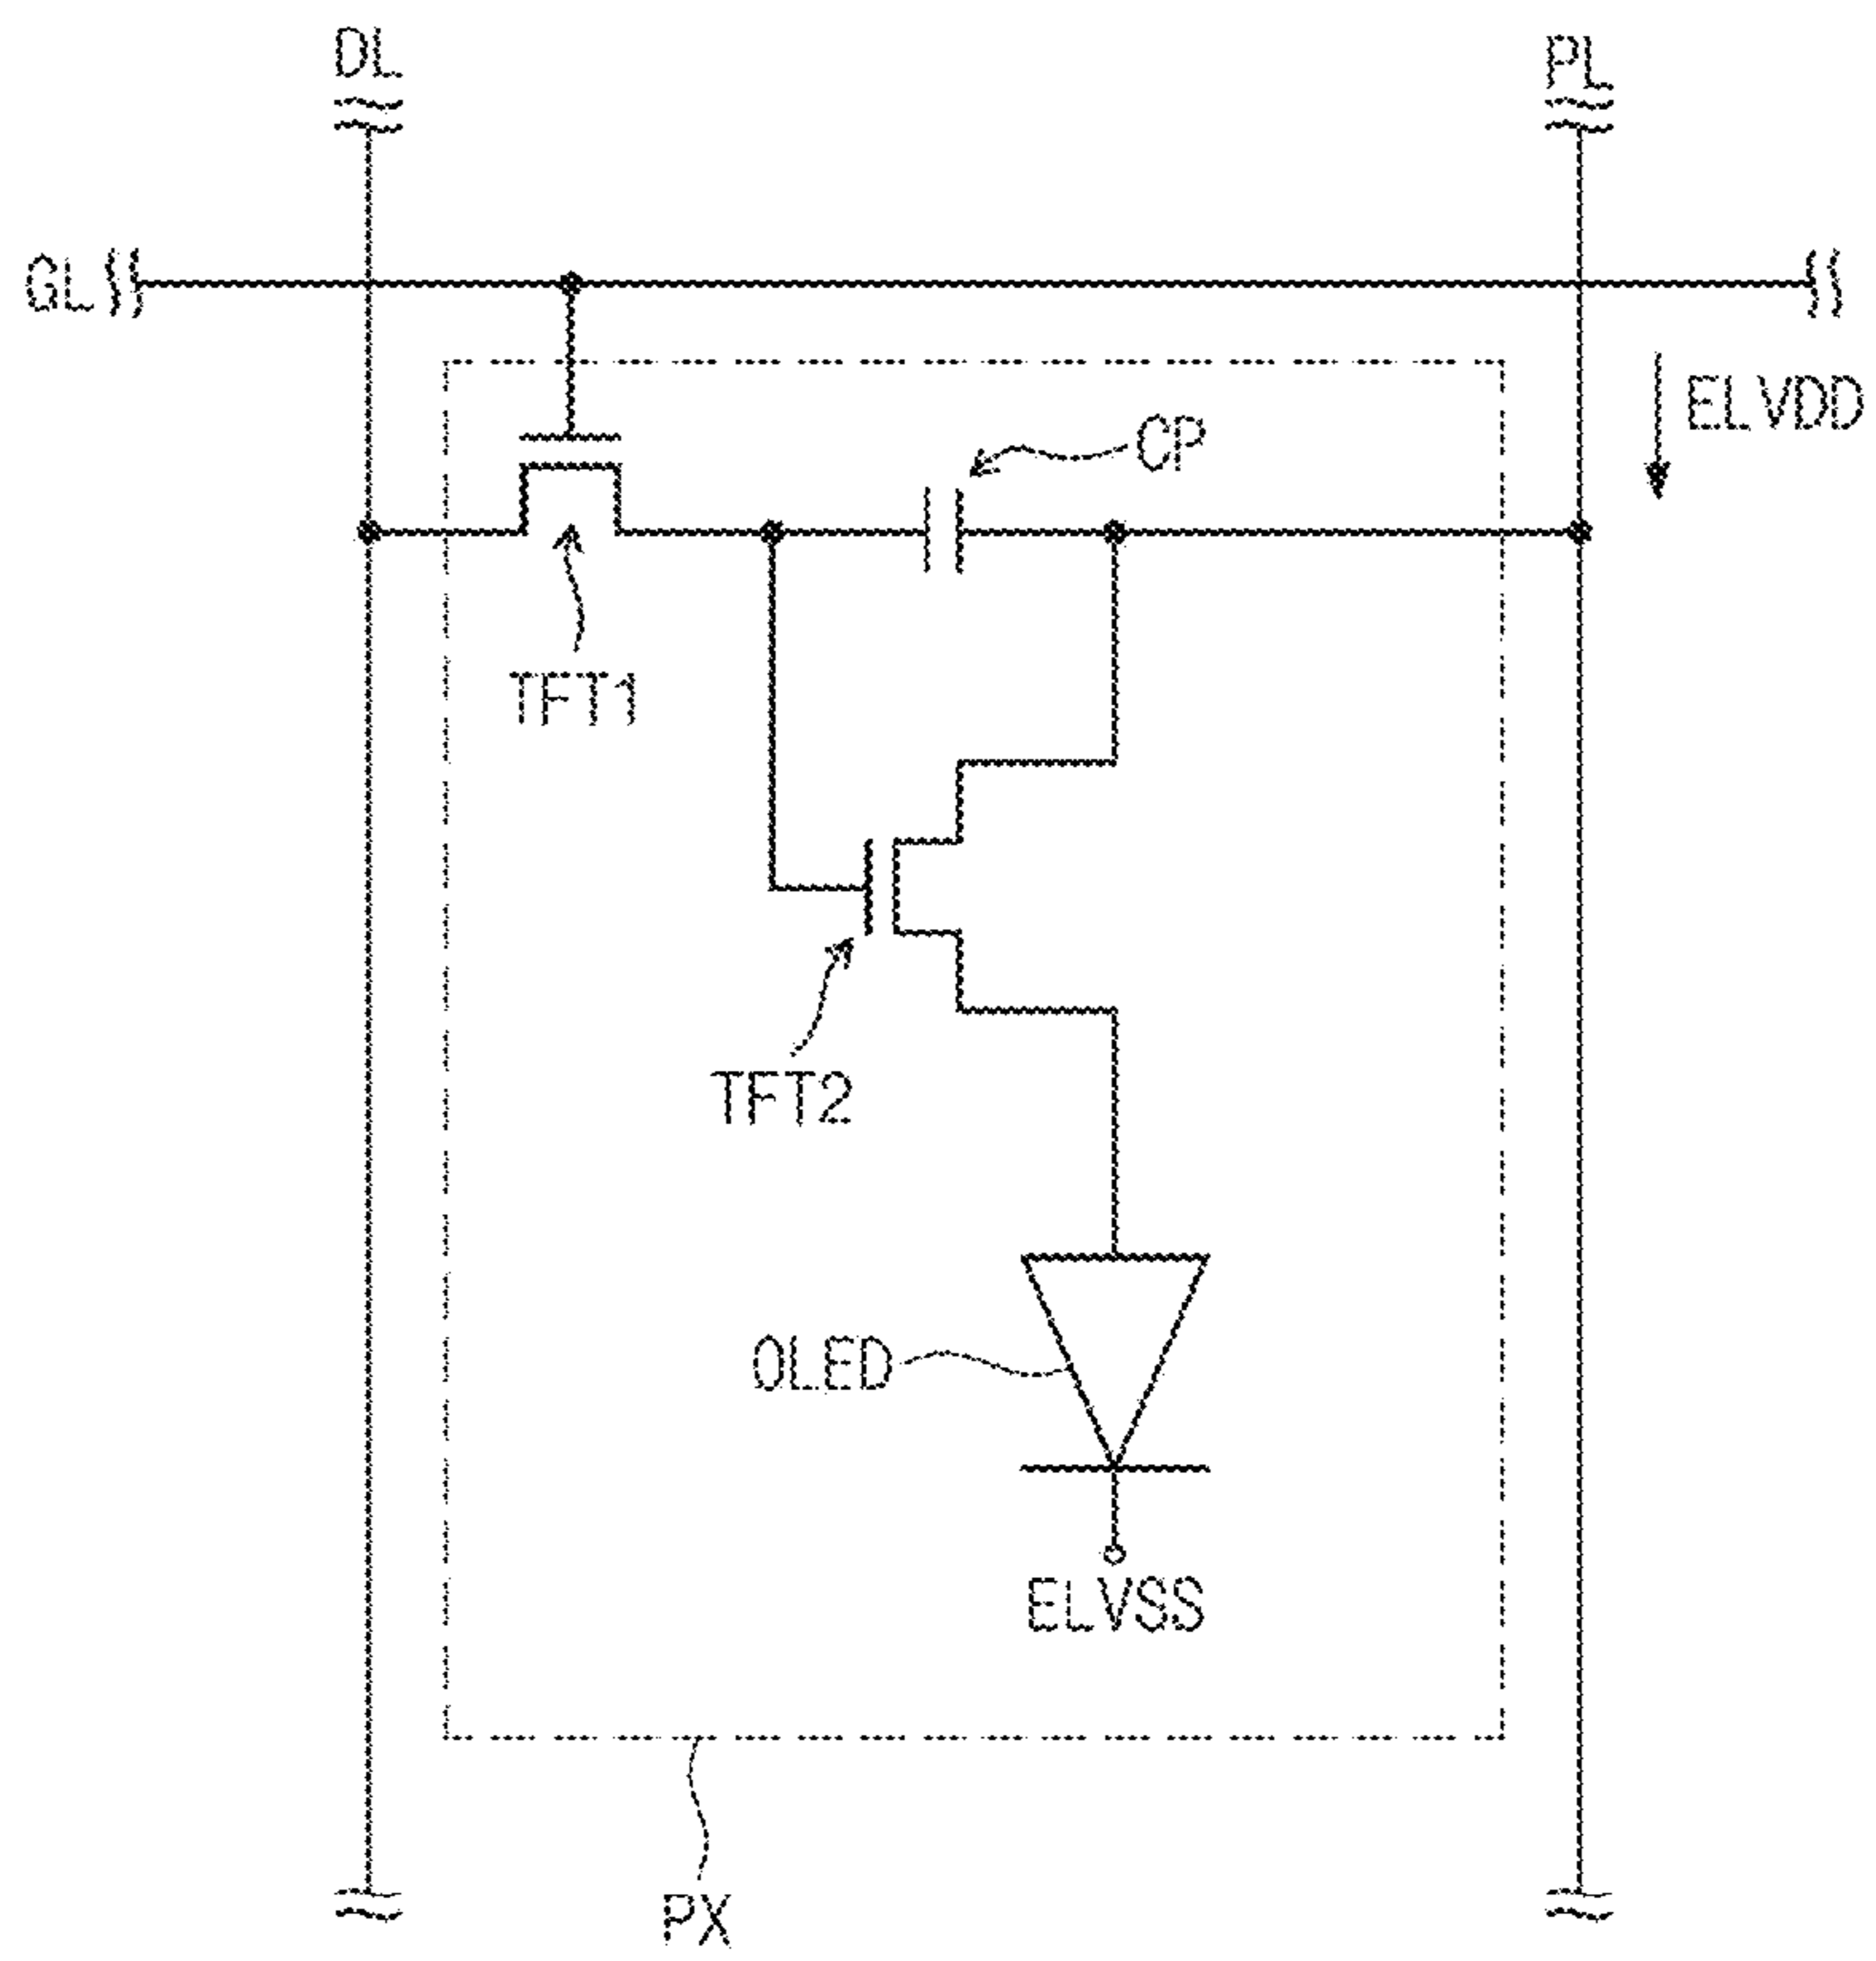 DL
PL
GL
ELVDD
CP
TFT1
TFT2
OLED
ELVSS
PX